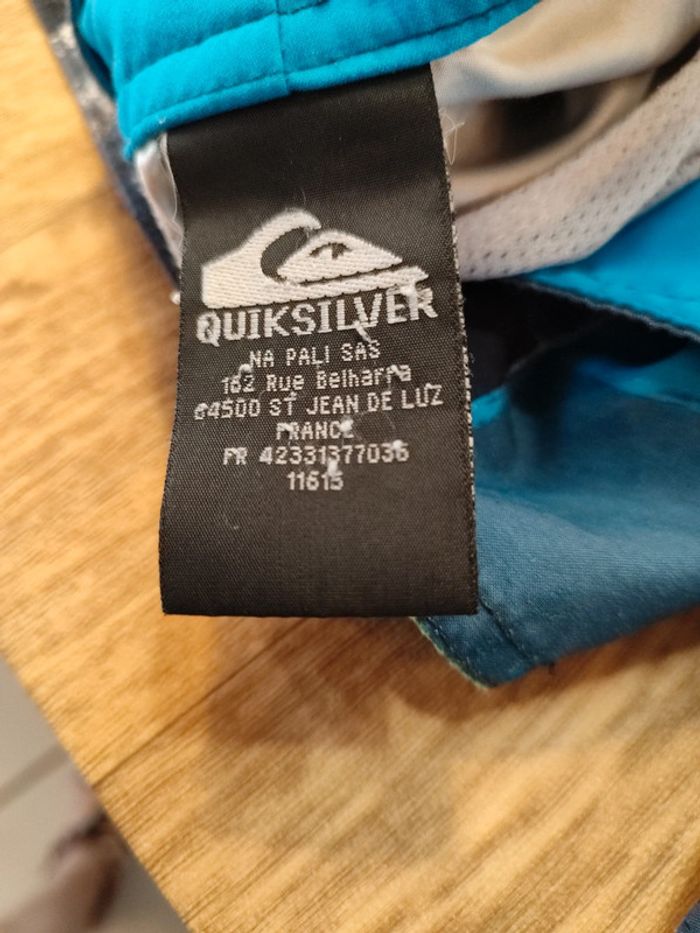 QUIKSILVER
NA PALI SAS
162 Rue Belharra
64500 ST JEAN DE LUZ
FRANCE
FR 42331377036
11615